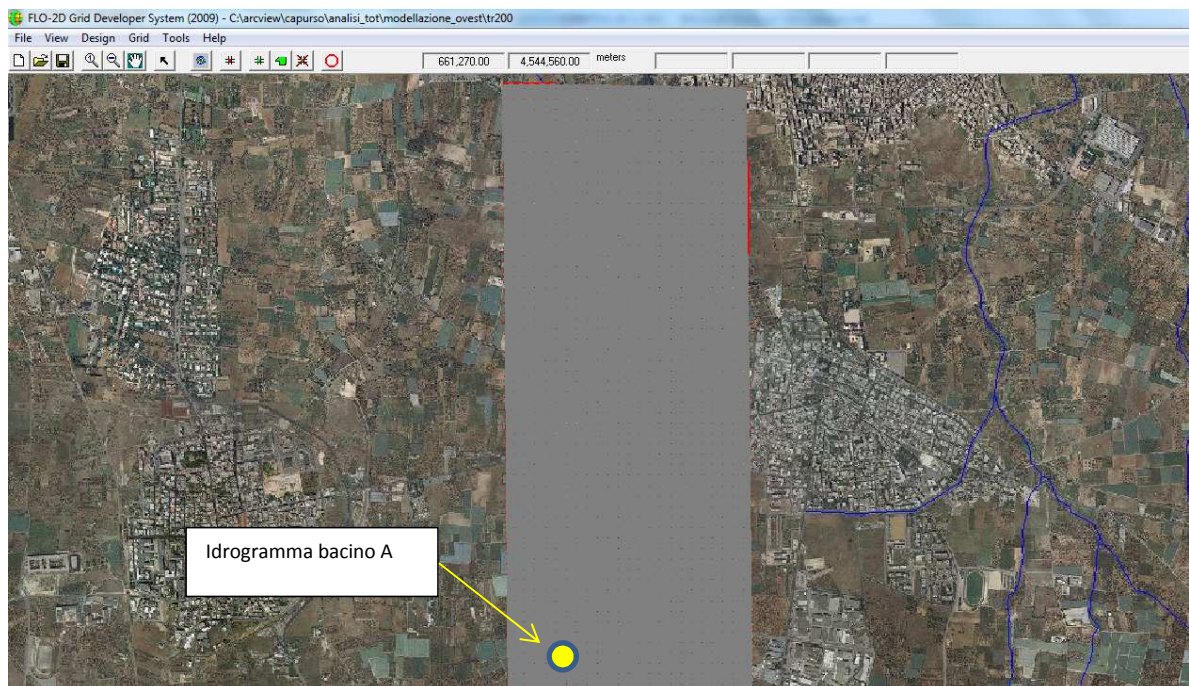 FLO-2D Grid Developer System (2009) - C:\arcview\capurso\analisi_tot\modellazione_ovest\tr200
File View Design Grid Tools Help
661,270.00 4,544,560.00 meters
Idrogramma bacino A